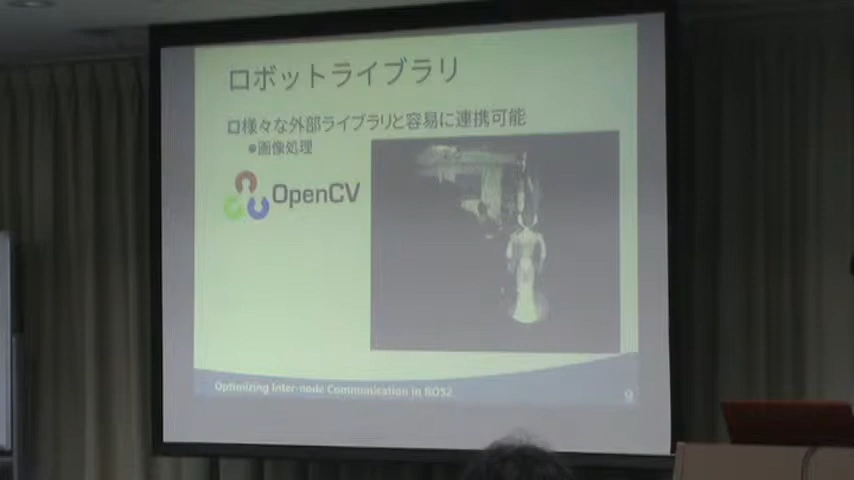 ロボットライブラリ
ロ様々な外部ライブラリと容易に連携可能
●画像処理
OpenCV
Optimizing Inter-node Communication in ROS2
9